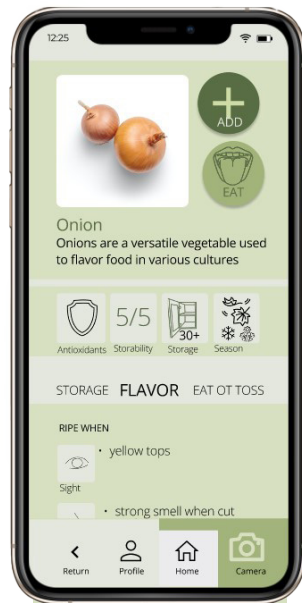 12:25
ADD
EAT
Onion
Onions are a versatile vegetable used
to flavor food in various cultures
5/5
30+
Antioxidants Storability Storage Season
STORAGE FLAVOR EAT OT TOSS
RIPE WHEN
• yellow tops
Sight
• strong smell when cut
Return Profile Home Camera